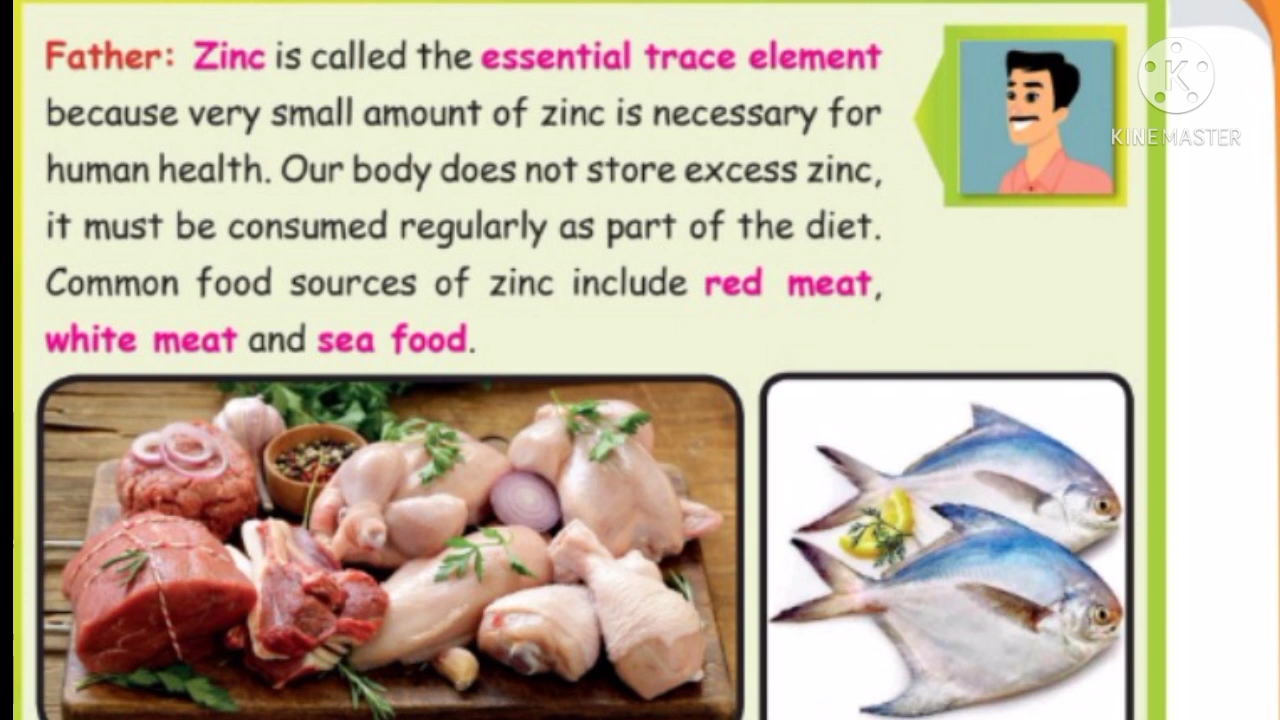 Father: Zinc is called the essential trace element
because very small amount of zinc is necessary for
human health. Our body does not store excess zinc,
it must be consumed regularly as part of the diet.
Common food sources of zinc include red meat,
white meat and sea food.
K
KINEMASTER